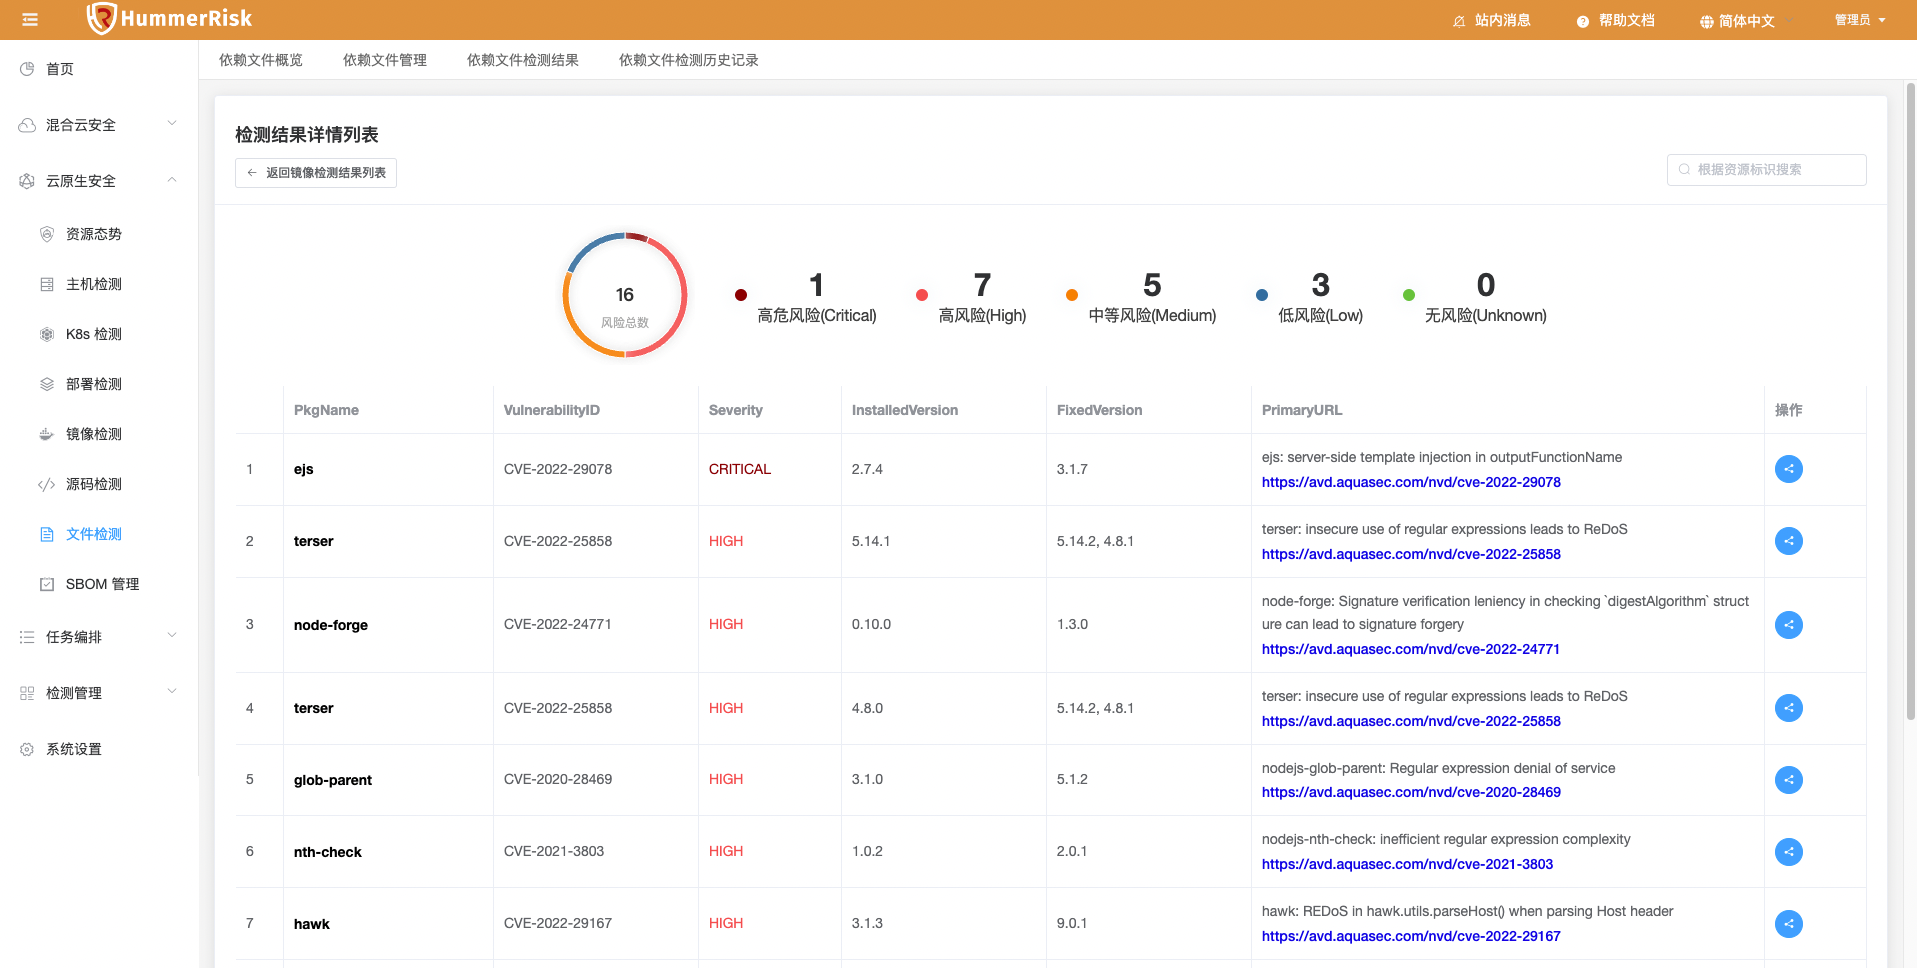 HummerRisk
站内消息
帮助文档
简体中文
管理员
首页
混合云安全
云原生安全
资源态势
主机检测
K8s 检测
部署检测
镜像检测
源码检测
文件检测
SBOM 管理
任务编排
检测管理
系统设置
依赖文件概览
依赖文件管理
依赖文件检测结果
依赖文件检测历史记录
检测结果详情列表
返回镜像检测结果列表
根据资源标识搜索
16
风险总数
1
高危风险(Critical)
7
高风险(High)
5
中等风险(Medium)
3
低风险(Low)
0
无风险(Unknown)
PkgName VulnerabilityID Severity InstalledVersion FixedVersion PrimaryURL 操作
1 ejs CVE-2022-29078 CRITICAL 2.7.4 3.1.7 ejs: server-side template injection in outputFunctionName
https://avd.aquasec.com/nvd/cve-2022-29078
2 terser CVE-2022-25858 HIGH 5.14.1 5.14.2, 4.8.1 terser: insecure use of regular expressions leads to ReDoS
https://avd.aquasec.com/nvd/cve-2022-25858
3 node-forge CVE-2022-24771 HIGH 0.10.0 1.3.0 node-forge: Signature verification leniency in checking `digestAlgorithm` struct
ure can lead to signature forgery
https://avd.aquasec.com/nvd/cve-2022-24771
4 terser CVE-2022-25858 HIGH 4.8.0 5.14.2, 4.8.1 terser: insecure use of regular expressions leads to ReDoS
https://avd.aquasec.com/nvd/cve-2022-25858
5 glob-parent CVE-2020-28469 HIGH 3.1.0 5.1.2 nodejs-glob-parent: Regular expression denial of service
https://avd.aquasec.com/nvd/cve-2020-28469
6 nth-check CVE-2021-3803 HIGH 1.0.2 2.0.1 nodejs-nth-check: inefficient regular expression complexity
https://avd.aquasec.com/nvd/cve-2021-3803
7 hawk CVE-2022-29167 HIGH 3.1.3 9.0.1 hawk: REDoS in hawk.utils.parseHost() when parsing Host header
https://avd.aquasec.com/nvd/cve-2022-29167